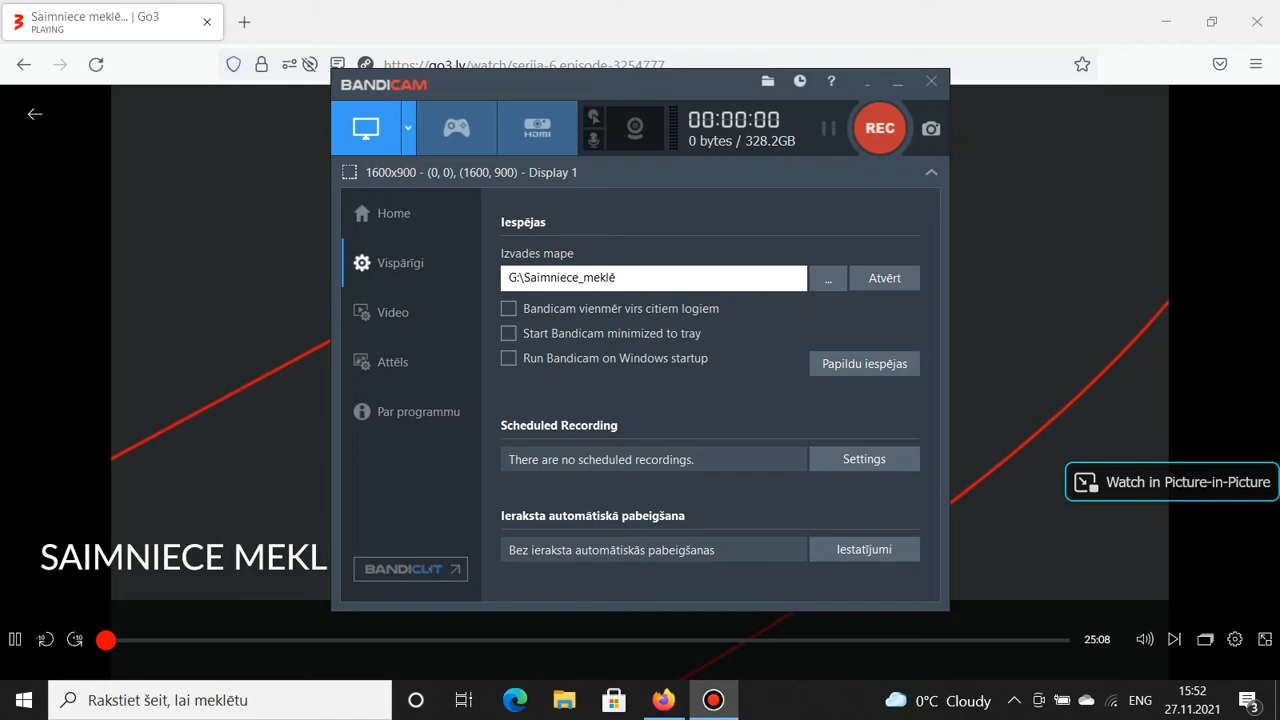 Saimniece meklē... | Go3
PLAYING
https://go3.lv/watch/serija-6,episode-3254777
BANDICAM
HDMI
00:00:00
0 bytes / 328.2GB
REC
1600x900 - (0, 0), (1600, 900) - Display 1
Home
Vispārīgi
Video
Attēls
Par programmu
BANDICUT
Iespējas
Izvades mape
G:\Saimniece_meklē
...
Atvērt
Bandicam vienmēr virs citiem logiem
Start Bandicam minimized to tray
Run Bandicam on Windows startup
Papildu iespējas
Scheduled Recording
There are no scheduled recordings.
Settings
Ieraksta automātiskā pabeigšana
Bez ieraksta automātiskās pabeigšanas
Iestatījumi
Watch in Picture-in-Picture
SAIMNIECE MEKL
10
10
25:08
Rakstiet šeit, lai meklētu
0°C Cloudy
ENG
15:52
27.11.2021
3